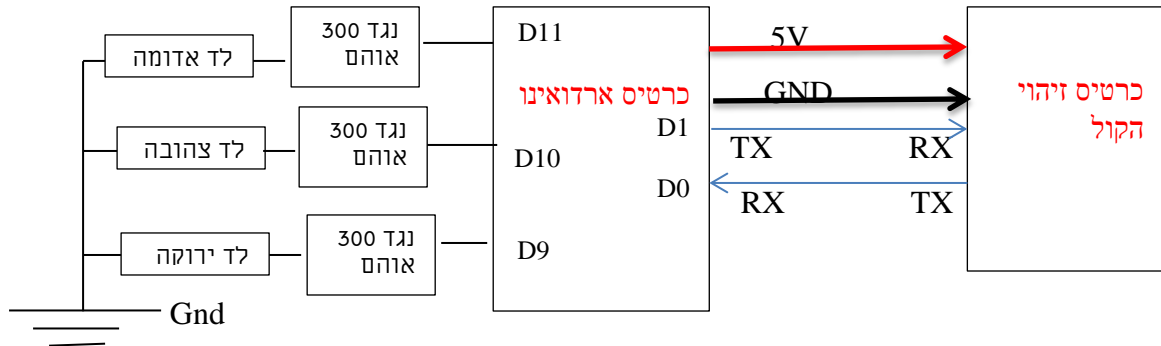 לד אדומה
נגד 300
אוהם
D11
5V
כרטיס ארדואינו
GND
כרטיס זיהוי
הקול
D1
TX
RX
לד צהובה
נגד 300
אוהם
D10
D0
RX
TX
לד ירוקה
נגד 300
אוהם
D9
Gnd